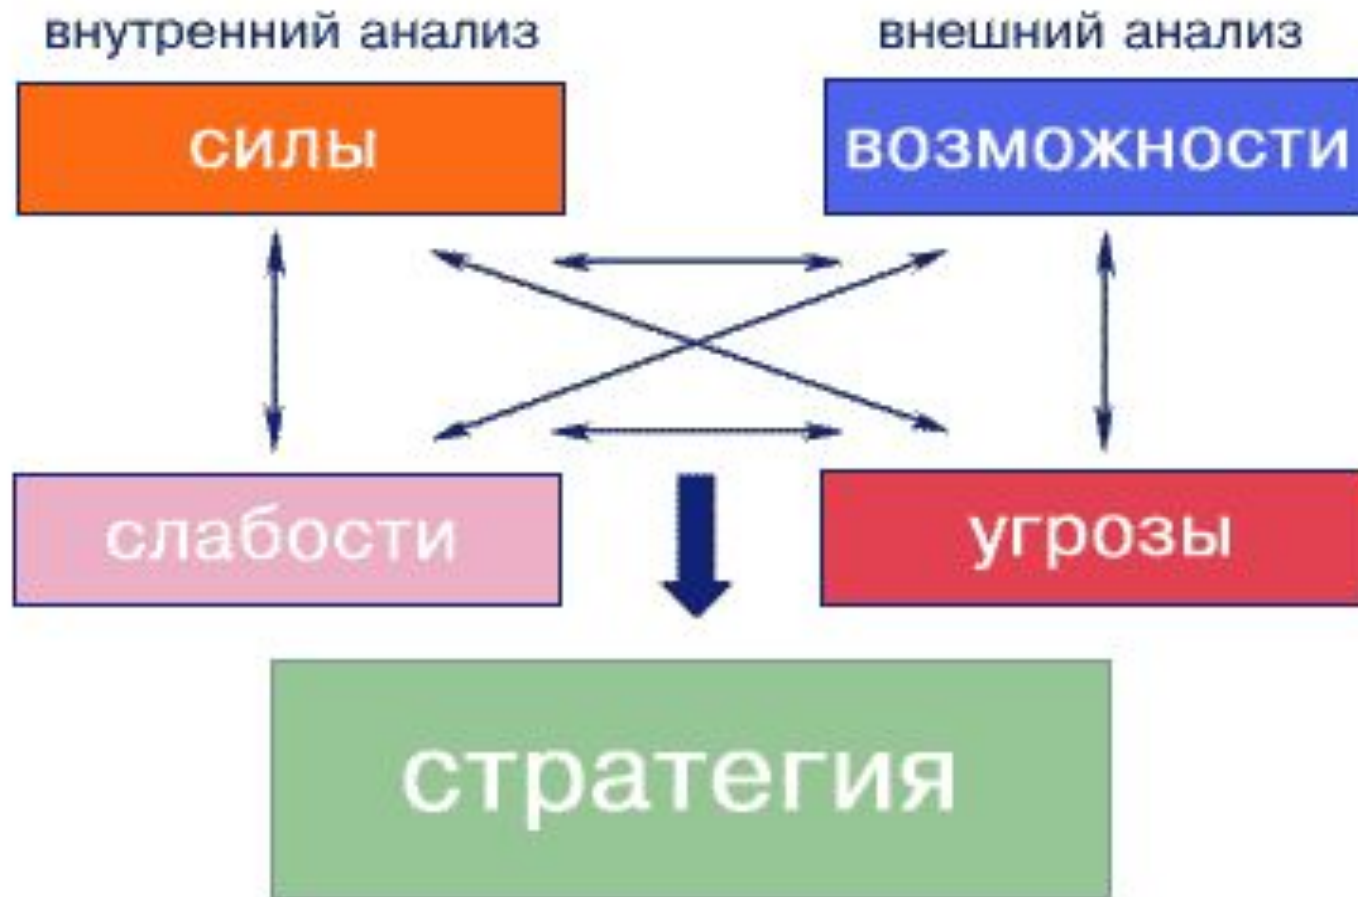 внутренний анализ
внешний анализ
силы
возможности
слабости
угрозы
стратегия